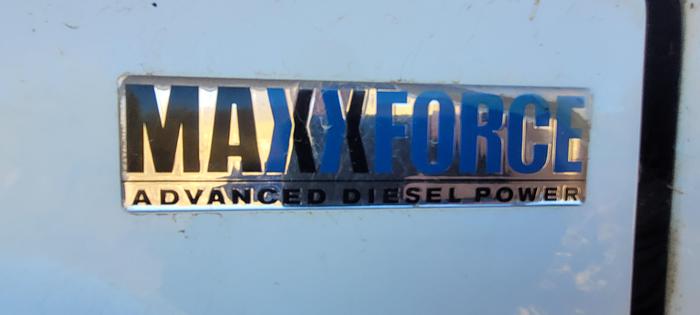 MAXXFORCE
ADVANCED DIESEL POWER